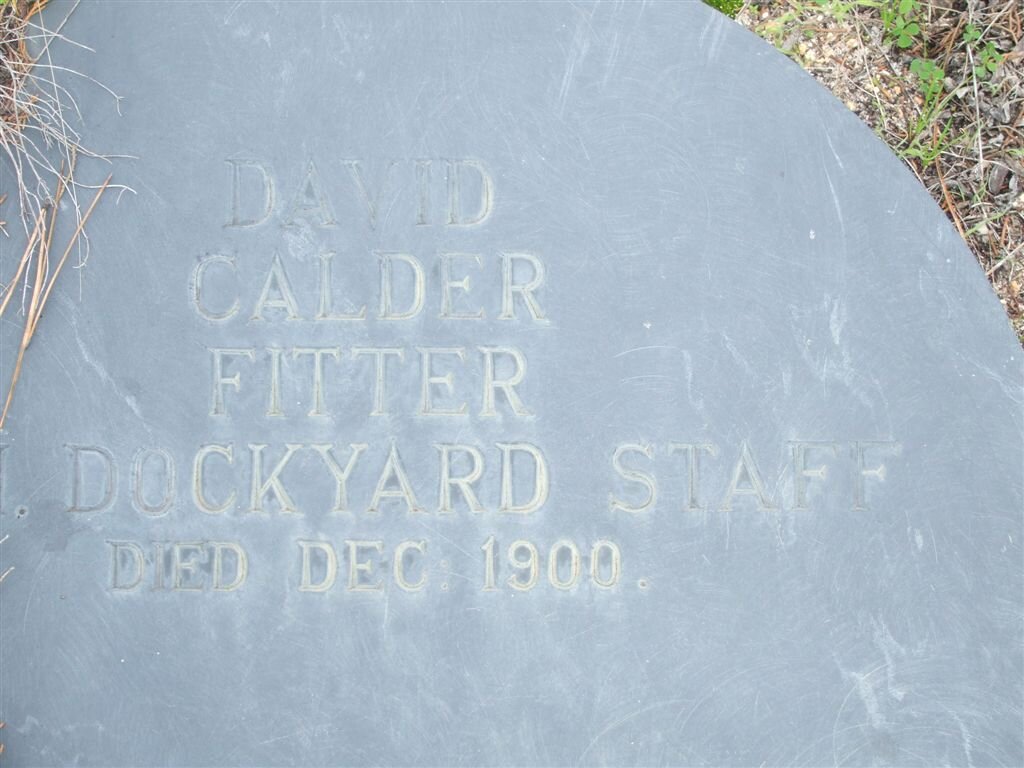 DAVID
CALDER
FITTER
DOCKYARD STAFF
DIED DEC: 1900.